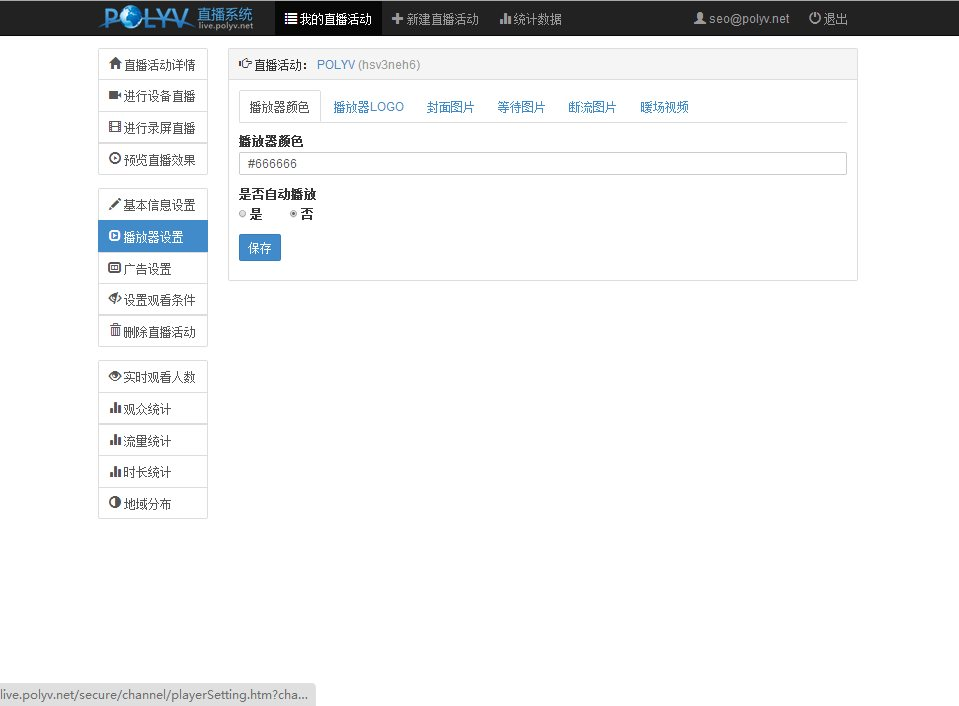 POLYV 直播系统 live.polyv.net
我的直播活动
新建直播活动
统计数据
seo@polyv.net
退出
直播活动详情
进行设备直播
进行录屏直播
预览直播效果
基本信息设置
播放器设置
广告设置
设置观看条件
删除直播活动
实时观看人数
观众统计
流量统计
时长统计
地域分布
直播活动： POLYV (hsv3neh6)
播放器颜色
播放器LOGO
封面图片
等待图片
断流图片
暖场视频
播放器颜色
#666666
是否自动播放
是 否
保存
live.polyv.net/secure/channel/playerSetting.htm?cha...